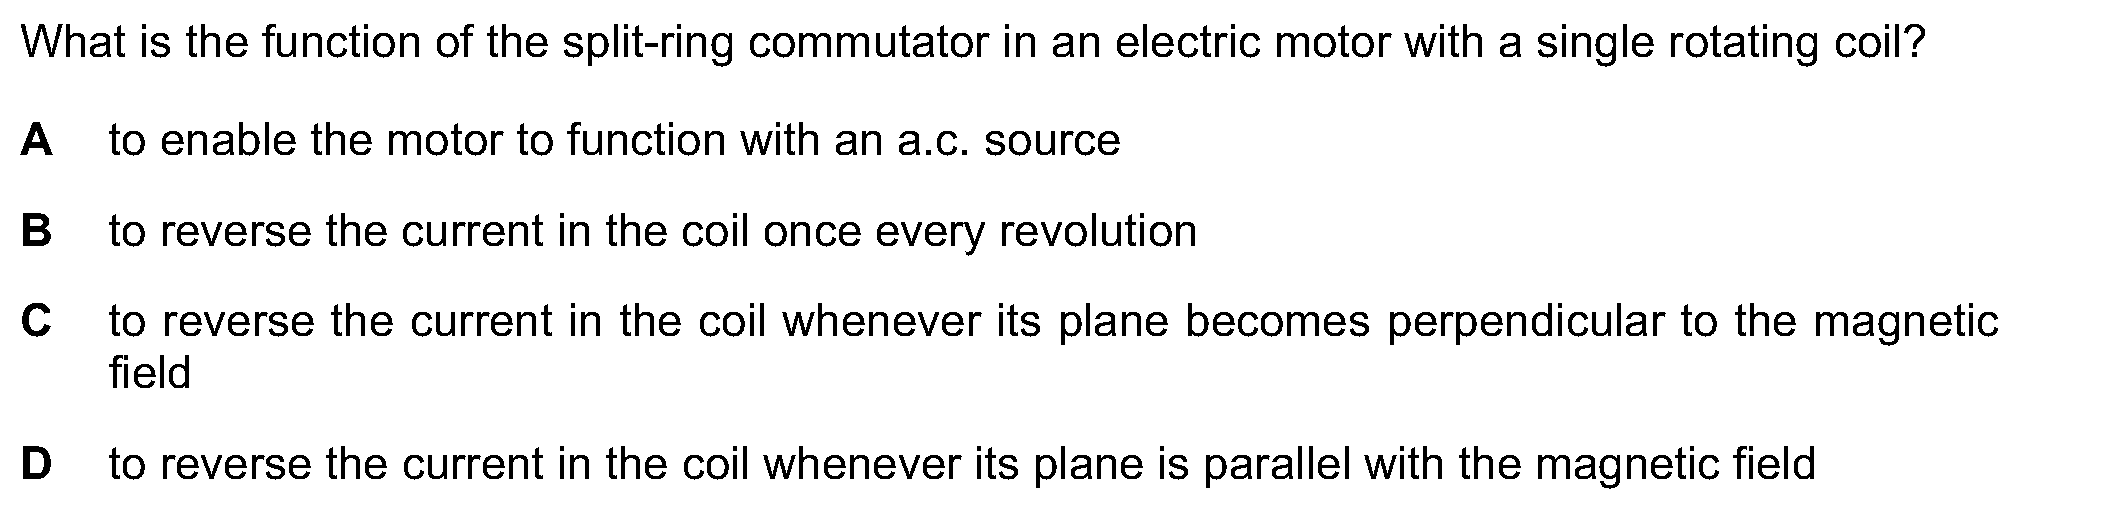 What is the function of the split-ring commutator in an electric motor with a single rotating coil?
A to enable the motor to function with an a.c. source
B to reverse the current in the coil once every revolution
C to reverse the current in the coil whenever its plane becomes perpendicular to the magnetic
field
D to reverse the current in the coil whenever its plane is parallel with the magnetic field